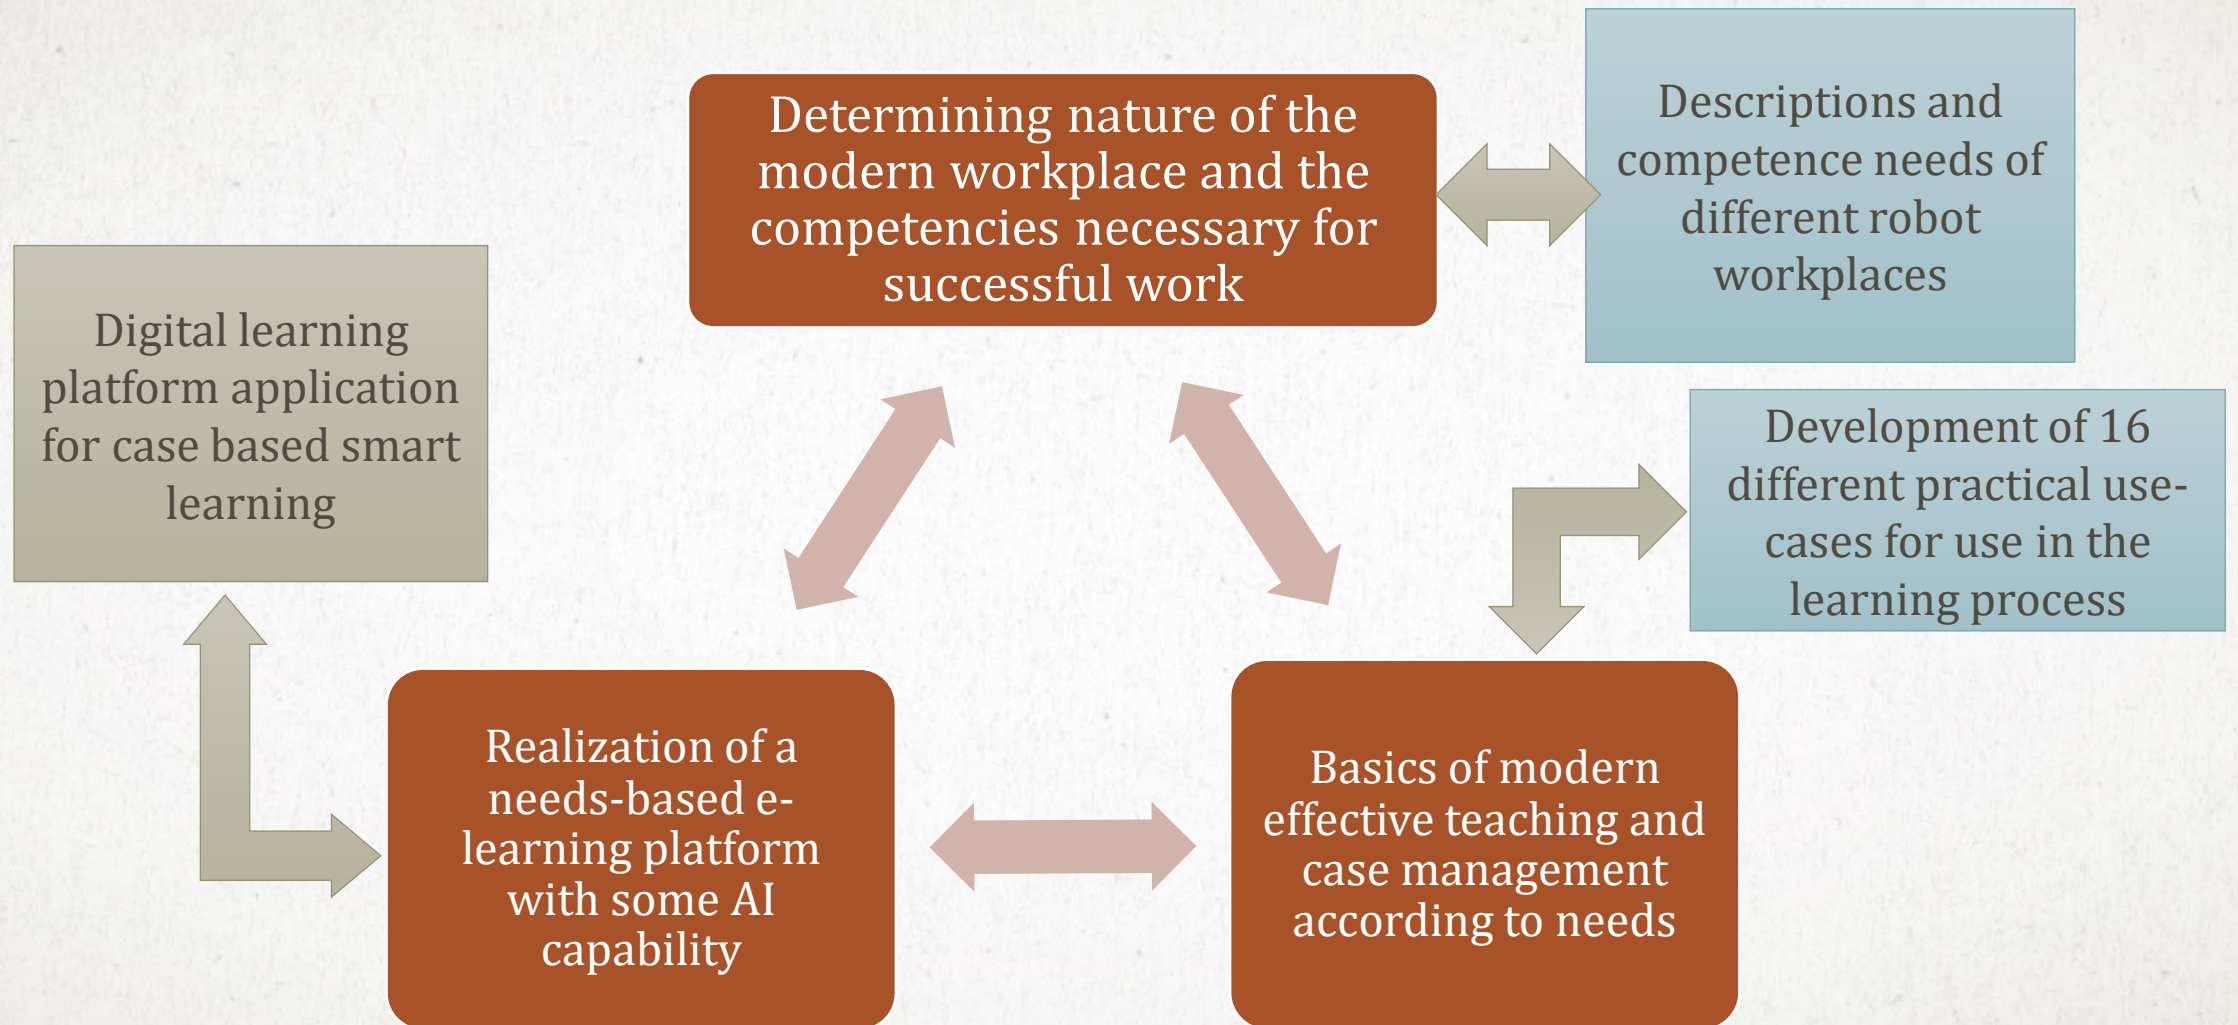 Determining nature of the
modern workplace and the
competencies necessary for
successful work
Descriptions and
competence needs of
different robot
workplaces
Digital learning
platform application
for case based smart
learning
Development of 16
different practical use-
cases for use in the
learning process
Realization of a
needs-based e-
learning platform
with some AI
capability
Basics of modern
effective teaching and
case management
according to needs